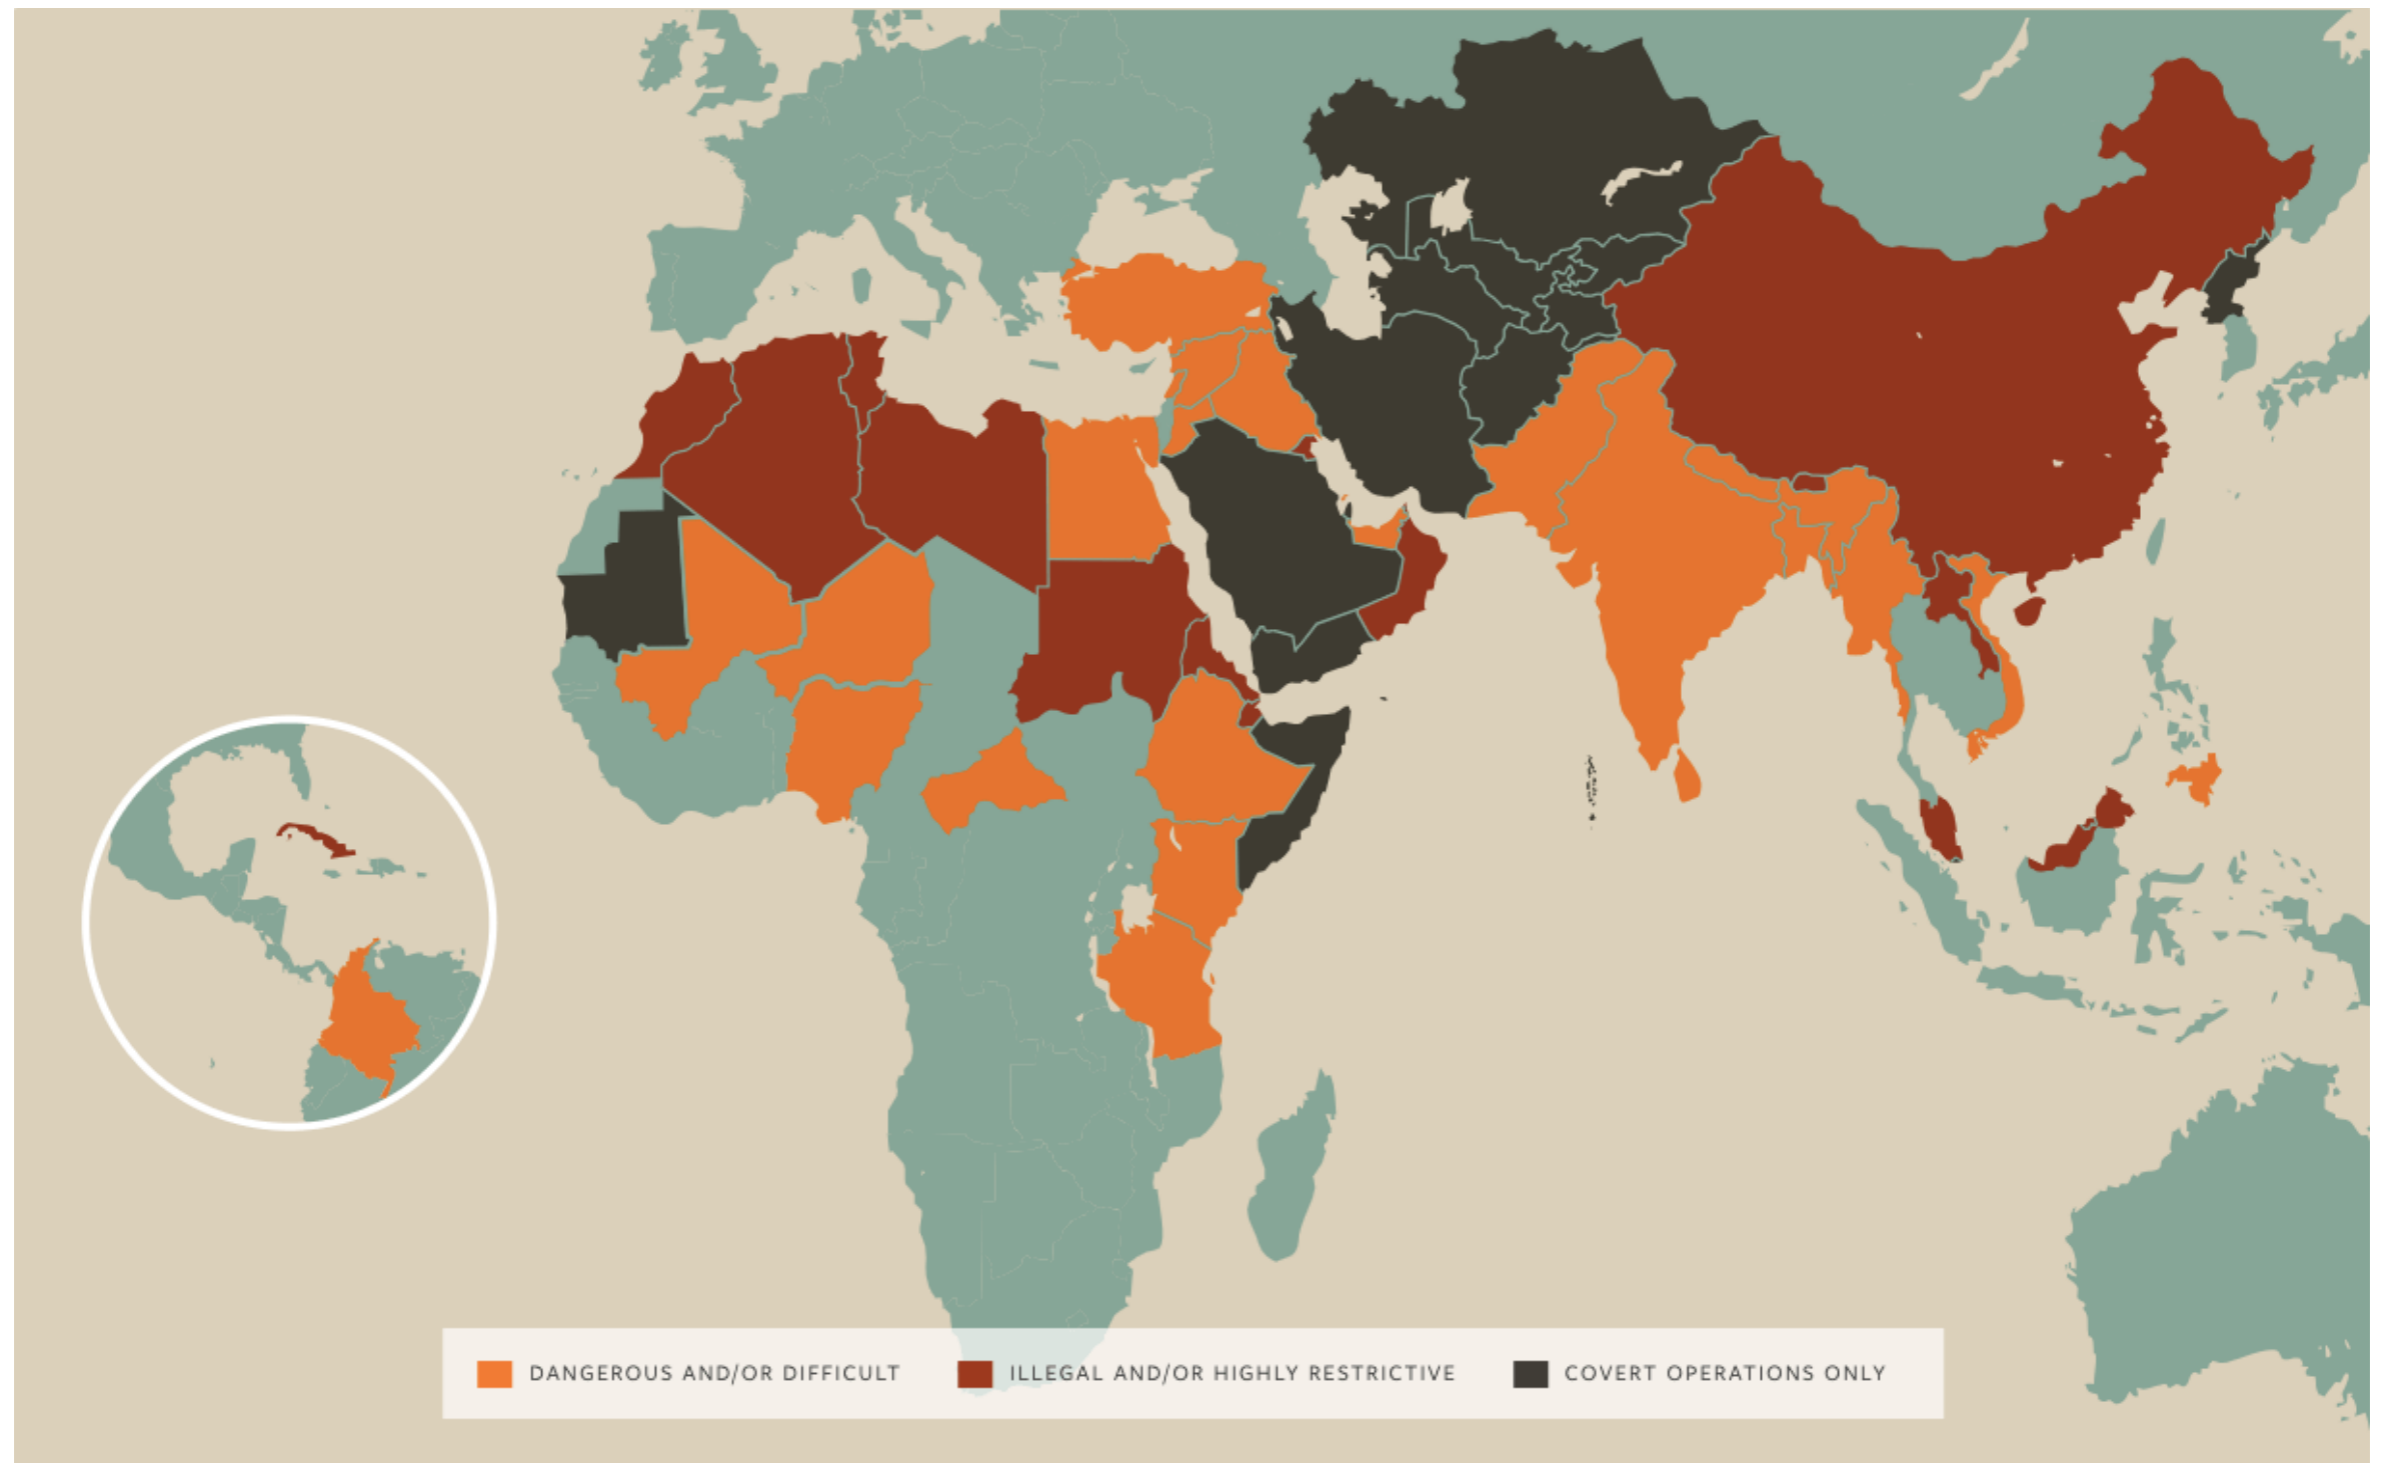 DANGEROUS AND/OR DIFFICULT
ILLEGAL AND/OR HIGHLY RESTRICTIVE
COVERT OPERATIONS ONLY